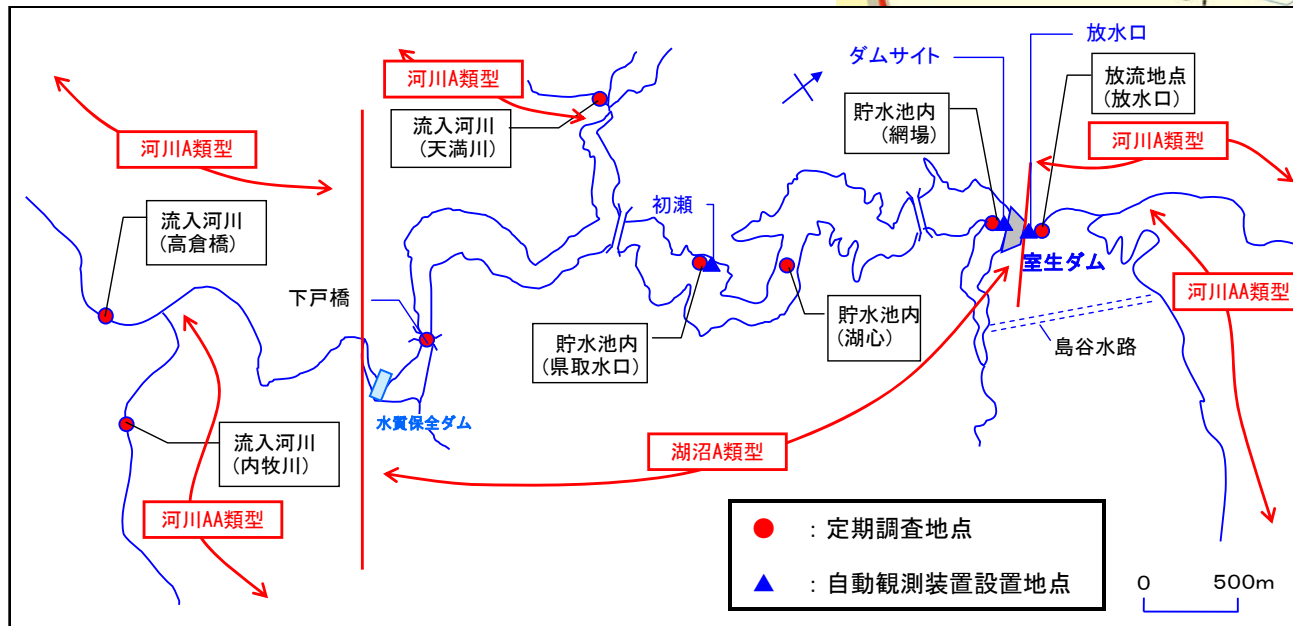 放水口
ダムサイト
河川A類型
放流地点
(放水口)
流入河川
(天満川)
貯水池内
(網場)
河川A類型
河川A類型
初瀬
流入河川
(高倉橋)
室生ダム
下戸橋
河川AA類型
貯水池内
(県取水口)
貯水池内
(湖心)
島谷水路
水質保全ダム
流入河川
(内牧川)
湖沼A類型
河川AA類型
：定期調査地点
：自動観測装置設置地点
0 500m